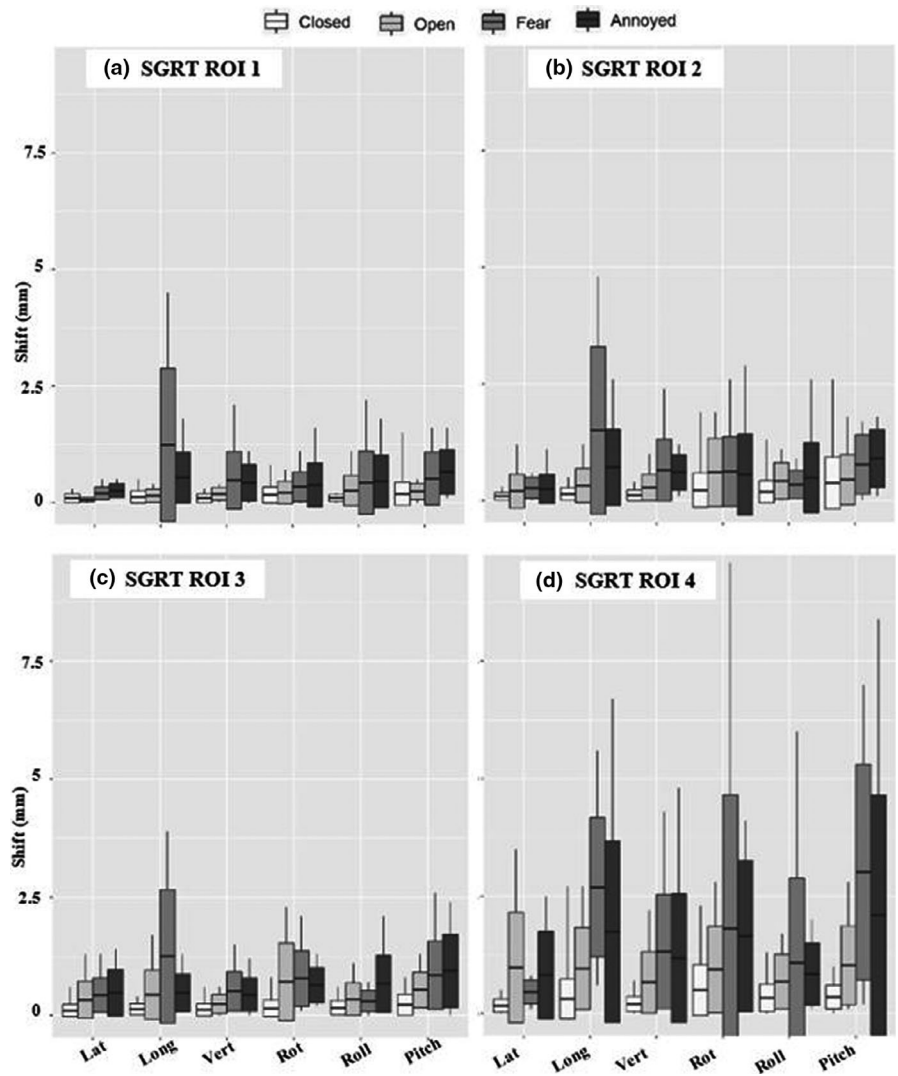 Closed Open Fear Annoyed
(a) SGRT ROI 1
(b) SGRT ROI 2
7.5
5
2.5
0
Shift (mm)
(c) SGRT ROI 3
(d) SGRT ROI 4
7.5
5
2.5
0
Shift (mm)
Lat Long Vert Rot Roll Pitch
Lat Long Vert Rot Roll Pitch